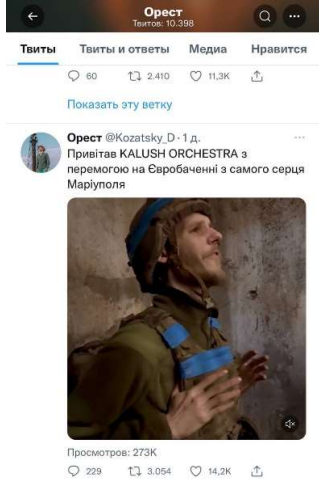 Орест
Твитов: 10.398
Твиты Твиты и ответы Медиа Нравится
60 2.410 11,3K
Показать эту ветку
Орест @Kozatsky_D · 1 д.
Привітав KALUSH ORCHESTRA з
перемогою на Євробаченні з самого серця
Маріуполя
Просмотров: 273K
229 3.054 14,2K